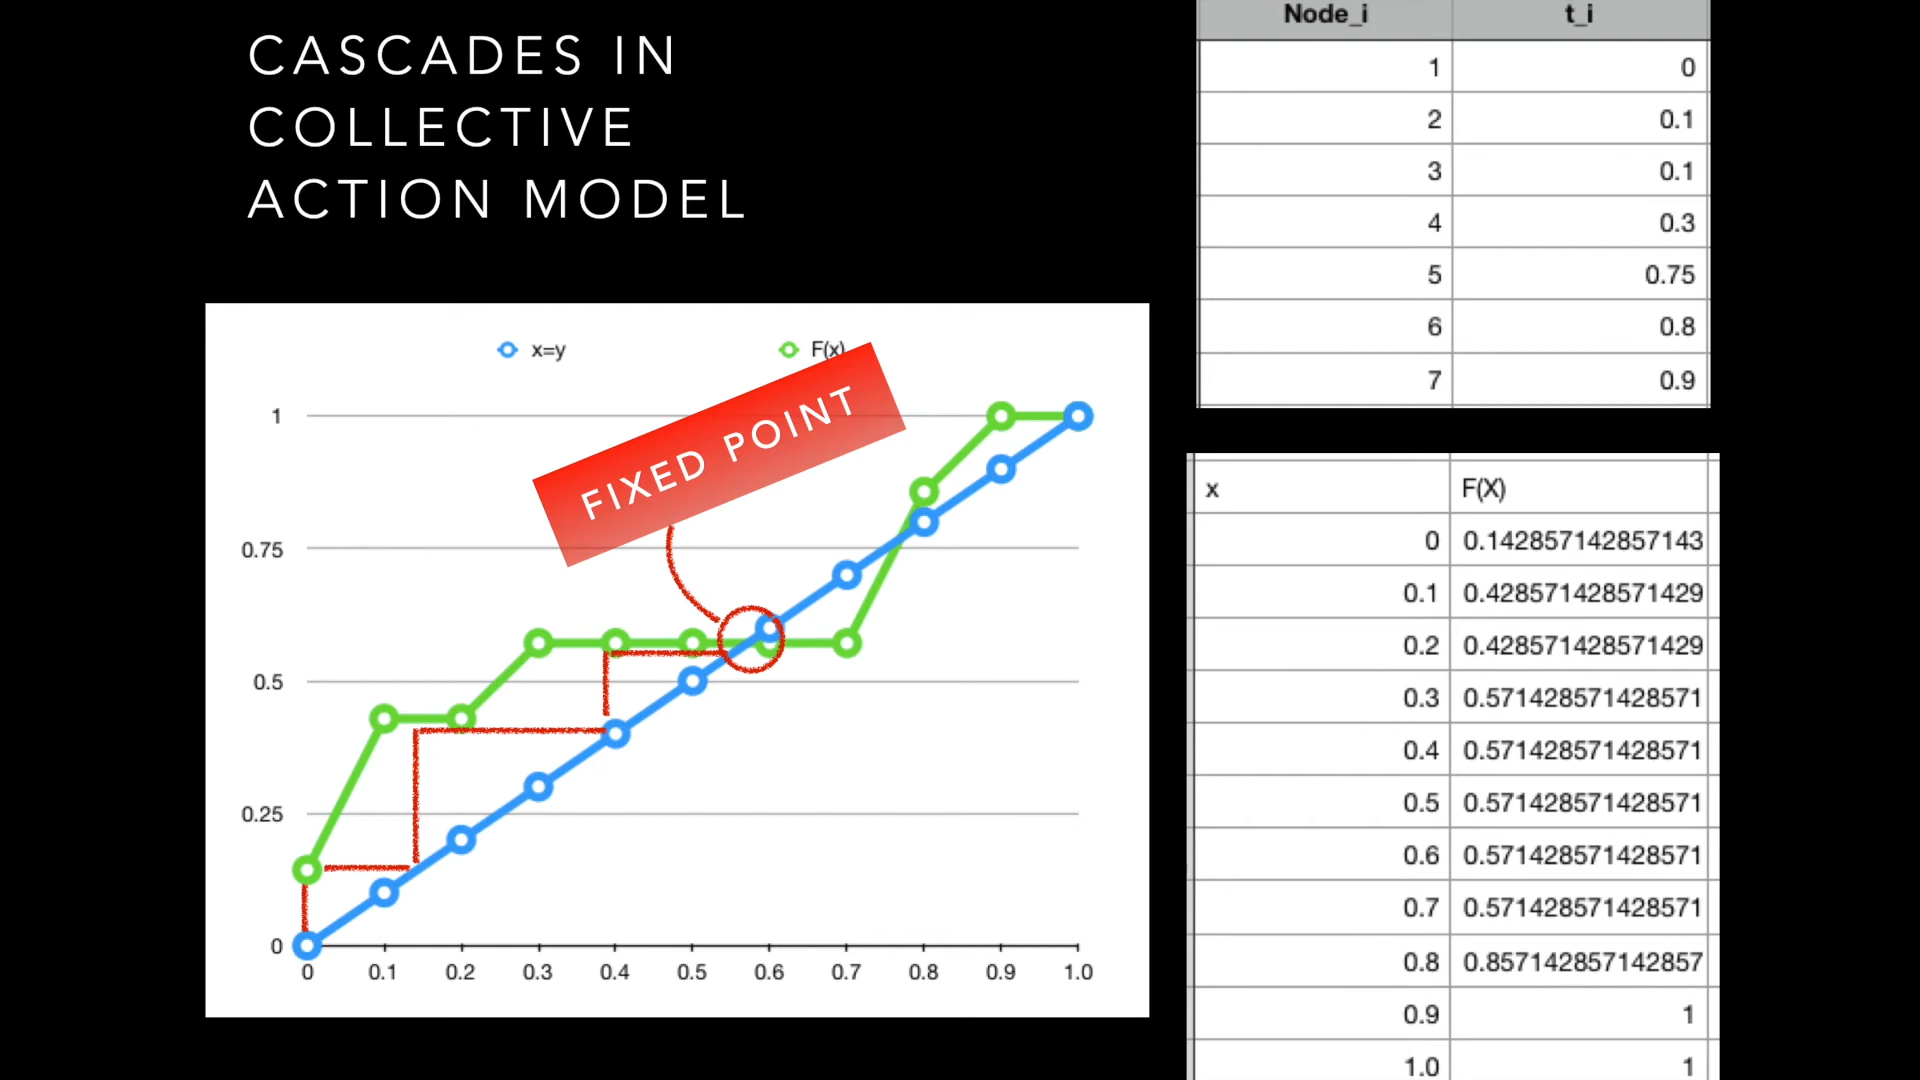 CASCADES IN
COLLECTIVE
ACTION MODEL
Node_i t_i
1 0
2 0.1
3 0.1
4 0.3
5 0.75
6 0.8
7 0.9
x=y F(x)
FIXED POINT
1
0.75
0.5
0.25
0
0 0.1 0.2 0.3 0.4 0.5 0.6 0.7 0.8 0.9 1.0
x F(X)
0 0.142857142857143
0.1 0.428571428571429
0.2 0.428571428571429
0.3 0.571428571428571
0.4 0.571428571428571
0.5 0.571428571428571
0.6 0.571428571428571
0.7 0.571428571428571
0.8 0.857142857142857
0.9 1
1.0 1